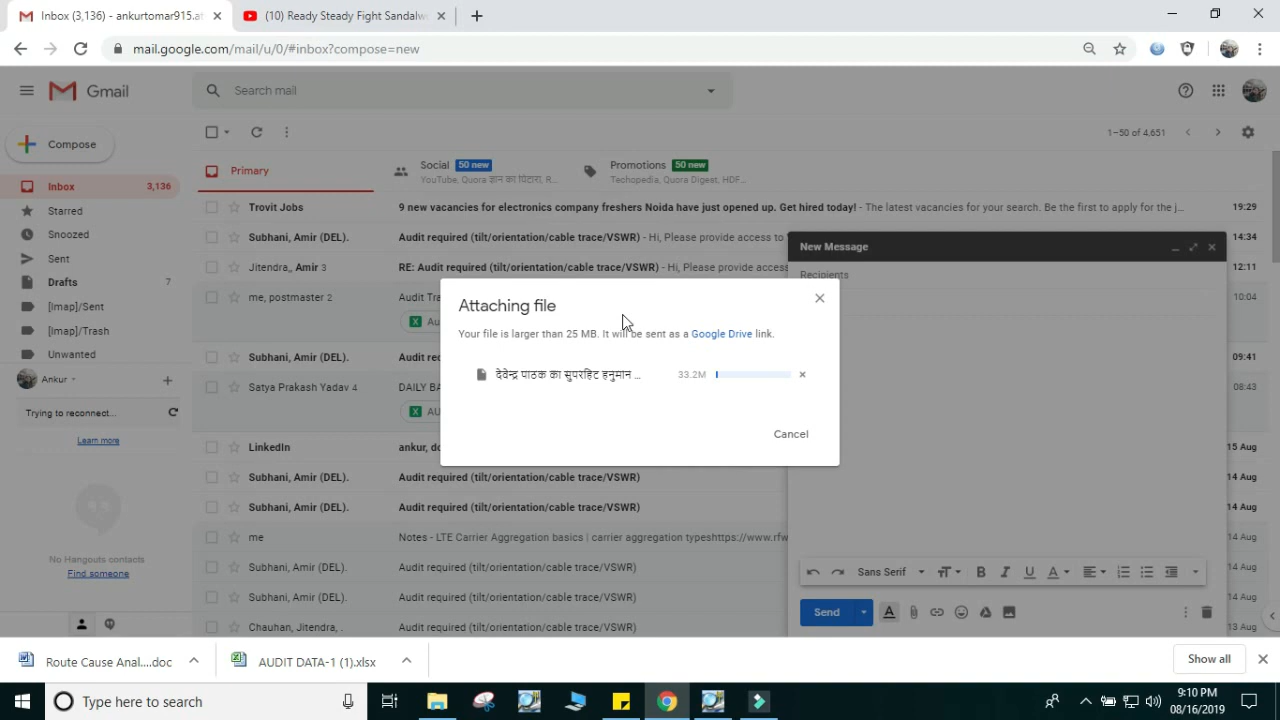 Inbox (3,136) - ankurtomar915.at
(10) Ready Steady Fight Sandalwo
mail.google.com/mail/u/0/#inbox?compose=new
Gmail
Search mail
Compose
1–50 of 4,651
Primary
Social 50 new
YouTube, Quora ज्ञान का पिटारा, R...
Promotions 50 new
Techopedia, Quora Digest, HDF...
Inbox 3,136
Starred
Snoozed
Sent
Drafts 7
[Imap]/Sent
[Imap]/Trash
Unwanted
Ankur
Trying to reconnect...
Learn more
No Hangouts contacts
Find someone
Trovit Jobs 9 new vacancies for electronics company freshers Noida have just opened up. Get hired today! - The latest vacancies for your search. Be the first to apply for the j... 19:29
Subhani, Amir (DEL). Audit required (tilt/orientation/cable trace/VSWR) - Hi, Please provide access to 14:34
Jitendra,, Amir 3 RE: Audit required (tilt/orientation/cable trace/VSWR) - Hi, Please provide access 12:11
me, postmaster 2 Audit Tra 10:04
Au
Subhani, Amir (DEL). Audit req 09:41
Satya Prakash Yadav 4 DAILY BA 08:43
AU
LinkedIn ankur, do 15 Aug
Subhani, Amir (DEL). Audit required (tilt/orientation/cable trace/VSWR) 14 Aug
Subhani, Amir (DEL). Audit required (tilt/orientation/cable trace/VSWR) 14 Aug
me Notes - LTE Carrier Aggregation basics | carrier aggregation typeshttps://www.rfw 14 Aug
Subhani, Amir (DEL). Audit required (tilt/orientation/cable trace/VSWR) 14 Aug
Subhani, Amir (DEL). Audit required (tilt/orientation/cable trace/VSWR) 14 Aug
Chauhan, Jitendra, . Audit required (tilt/orientation/cable trace/VSWR) 13 Aug
New Message
Recipients
Attaching file
Your file is larger than 25 MB. It will be sent as a Google Drive link.
देवेन्द्र पाठक का सुपरहिट हनुमान ... 33.2M
Cancel
Sans Serif
Send
Route Cause Anal....doc
AUDIT DATA-1 (1).xlsx
Show all
Type here to search
9:10 PM
08/16/2019